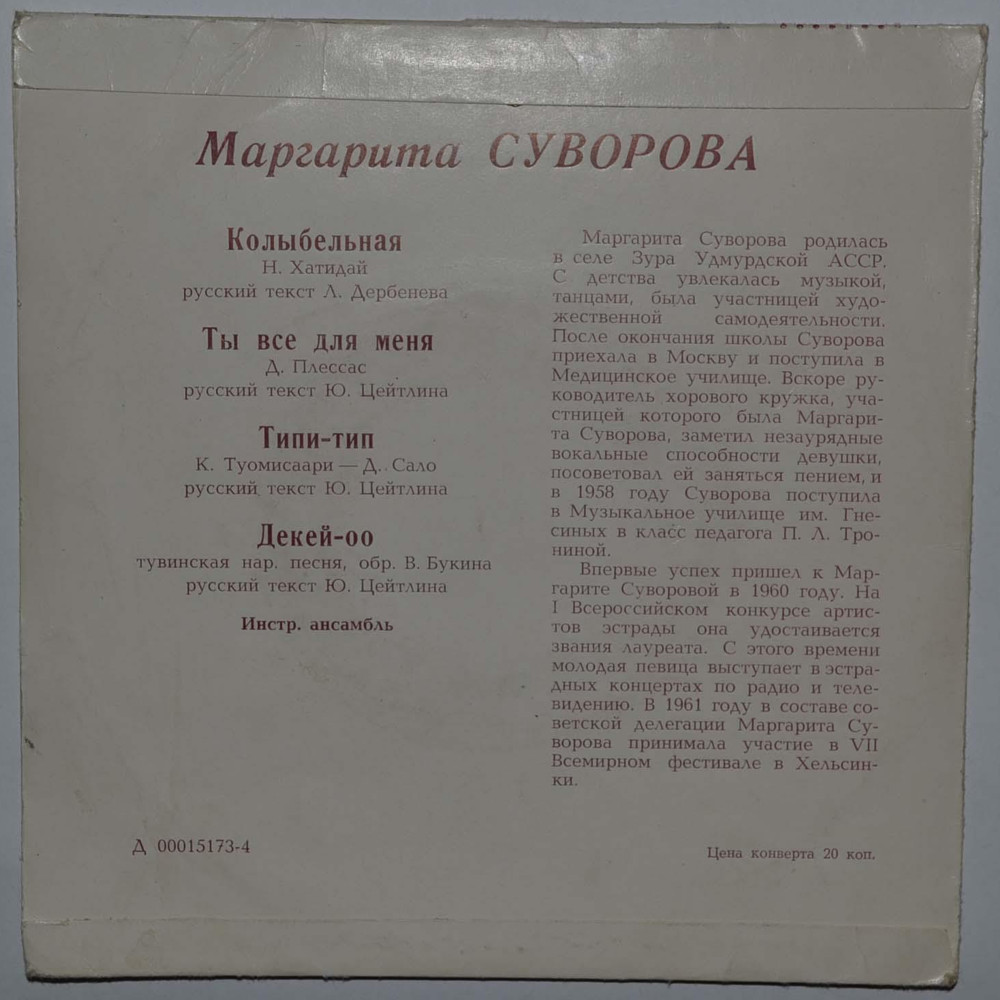 Маргарита СУВОРОВА
Колыбельная
Н. Хатидай
русский текст Л. Дербенева
Ты все для меня
Д. Плессас
русский текст Ю. Цейтлина
Типи-тип
К. Туомисаари — Д. Сало
русский текст Ю. Цейтлина
Декей-оо
тувинская нар. песня, обр. В. Букина
русский текст Ю. Цейтлина
Инстр. ансамбль
Маргарита Суворова родилась
в селе Зура Удмурдской АССР.
С детства увлекалась музыкой,
танцами, была участницей худо-
жественной самодеятельности.
После окончания школы Суворова
приехала в Москву и поступила в
Медицинское училище. Вскоре ру-
ководитель хорового кружка, уча-
стницей которого была Маргари-
та Суворова, заметил незаурядные
вокальные способности девушки,
посоветовал ей заняться пением, и
в 1958 году Суворова поступила
в Музыкальное училище им. Гне-
синых в класс педагога П. Л. Тро-
ниной.
Впервые успех пришел к Мар-
гарите Суворовой в 1960 году. На
I Всероссийском конкурсе артис-
тов эстрады она удостаивается
звания лауреата. С этого времени
молодая певица выступает в эстра-
дных концертах по радио и теле-
видению. В 1961 году в составе со-
ветской делегации Маргарита Су-
ворова принимала участие в VII
Всемирном фестивале в Хельсин-
ки.
Д 00015173-4
Цена конверта 20 коп.